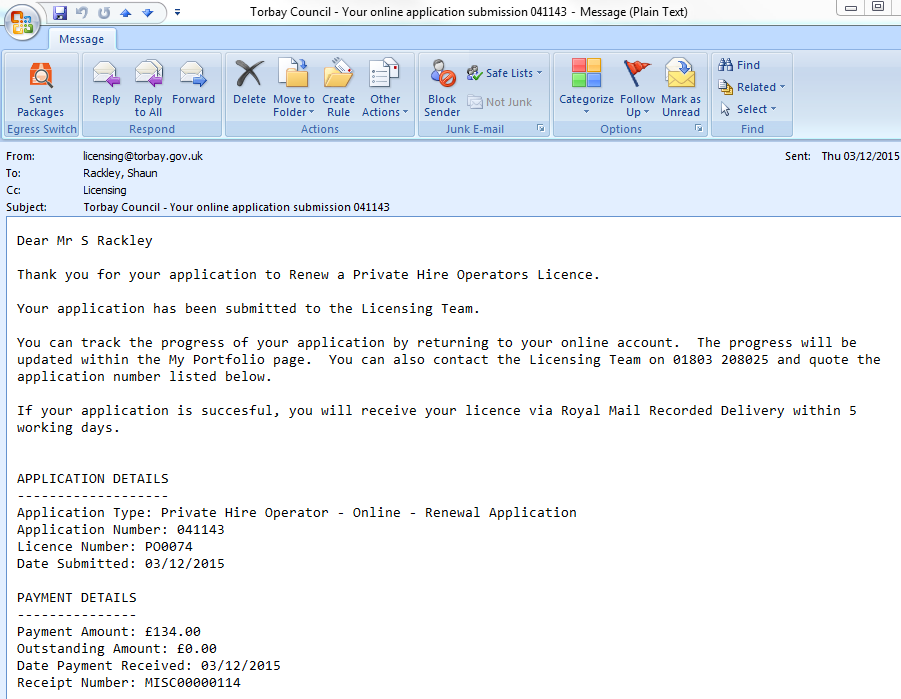 Torbay Council - Your online application submission 041143 - Message (Plain Text)
Message
Sent Packages
Reply
Reply to All
Forward
Delete
Move to Folder
Create Rule
Other Actions
Block Sender
Safe Lists
Not Junk
Categorize
Follow Up
Mark as Unread
Find
Related
Select
Egress Switch
Respond
Actions
Junk E-mail
Options
Find
From: licensing@torbay.gov.uk
Sent: Thu 03/12/2015
To: Rackley, Shaun
Cc: Licensing
Subject: Torbay Council - Your online application submission 041143
Dear Mr S Rackley
Thank you for your application to Renew a Private Hire Operators Licence.
Your application has been submitted to the Licensing Team.
You can track the progress of your application by returning to your online account.  The progress will be
updated within the My Portfolio page.  You can also contact the Licensing Team on 01803 208025 and quote the
application number listed below.
If your application is succesful, you will receive your licence via Royal Mail Recorded Delivery within 5
working days.
APPLICATION DETAILS
-------------------
Application Type: Private Hire Operator - Online - Renewal Application
Application Number: 041143
Licence Number: PO0074
Date Submitted: 03/12/2015
PAYMENT DETAILS
---------------
Payment Amount: £134.00
Outstanding Amount: £0.00
Date Payment Received: 03/12/2015
Receipt Number: MISC00000114